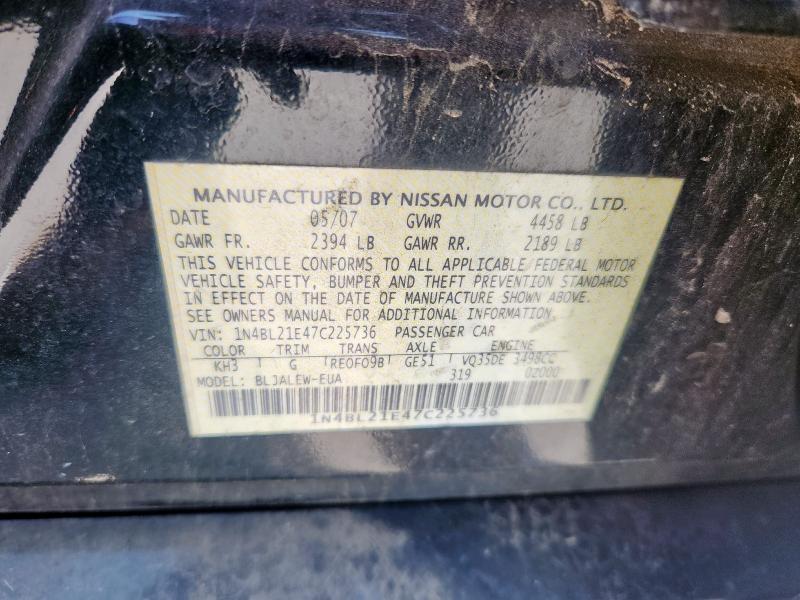 MANUFACTURED BY NISSAN MOTOR CO., LTD.
DATE 05/07 GVWR 4458 LB
GAWR FR. 2394 LB GAWR RR. 2189 LB
THIS VEHICLE CONFORMS TO ALL APPLICABLE FEDERAL MOTOR
VEHICLE SAFETY, BUMPER AND THEFT PREVENTION STANDARDS
IN EFFECT ON THE DATE OF MANUFACTURE SHOWN ABOVE.
SEE OWNERS MANUAL FOR ADDITIONAL INFORMATION.
VIN: 1N4BL21E47C225736 PASSENGER CAR
COLOR TRIM TRANS AXLE ENGINE
KH3 G RE0F09B GE51 VQ35DE 3498CC
MODEL: BLJALEW-EUA 319 02000
1N4BL21E47C225736